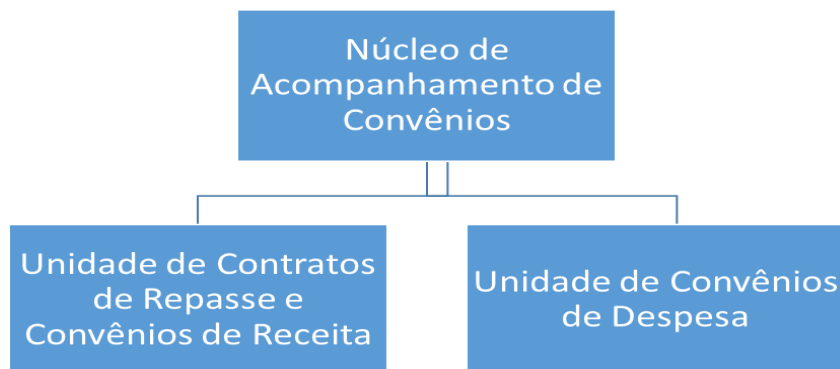 Núcleo de
Acompanhamento de
Convênios
Unidade de Contratos
de Repasse e
Convênios de Receita
Unidade de Convênios
de Despesa